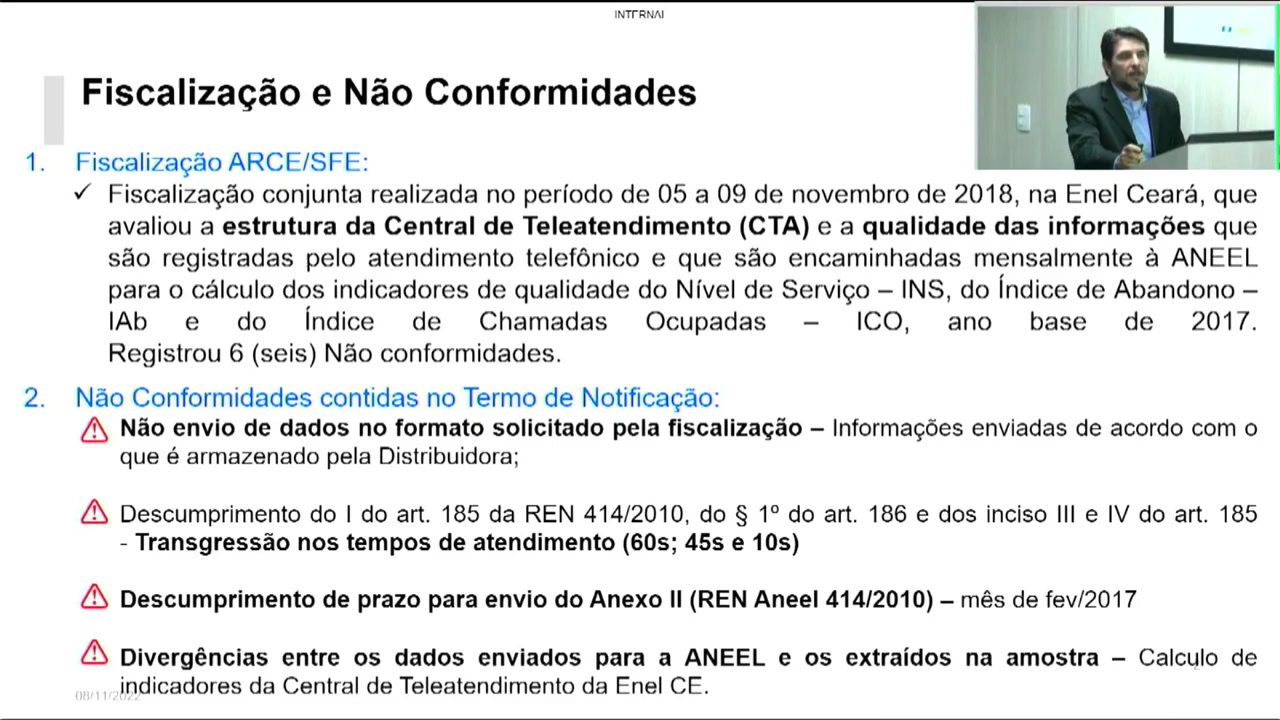 INTERNAL
Fiscalização e Não Conformidades
1. Fiscalização ARCE/SFE:
✓ Fiscalização conjunta realizada no período de 05 a 09 de novembro de 2018, na Enel Ceará, que
avaliou a estrutura da Central de Teleatendimento (CTA) e a qualidade das informações que
são registradas pelo atendimento telefônico e que são encaminhadas mensalmente à ANEEL
para o cálculo dos indicadores de qualidade do Nível de Serviço – INS, do Índice de Abandono –
IAb e do Índice de Chamadas Ocupadas – ICO, ano base de 2017.
Registrou 6 (seis) Não conformidades.
2. Não Conformidades contidas no Termo de Notificação:
Não envio de dados no formato solicitado pela fiscalização – Informações enviadas de acordo com o
que é armazenado pela Distribuidora;
Descumprimento do I do art. 185 da REN 414/2010, do § 1º do art. 186 e dos inciso III e IV do art. 185
- Transgressão nos tempos de atendimento (60s; 45s e 10s)
Descumprimento de prazo para envio do Anexo II (REN Aneel 414/2010) – mês de fev/2017
Divergências entre os dados enviados para a ANEEL e os extraídos na amostra – Calculo de
indicadores da Central de Teleatendimento da Enel CE.
08/11/2022
2